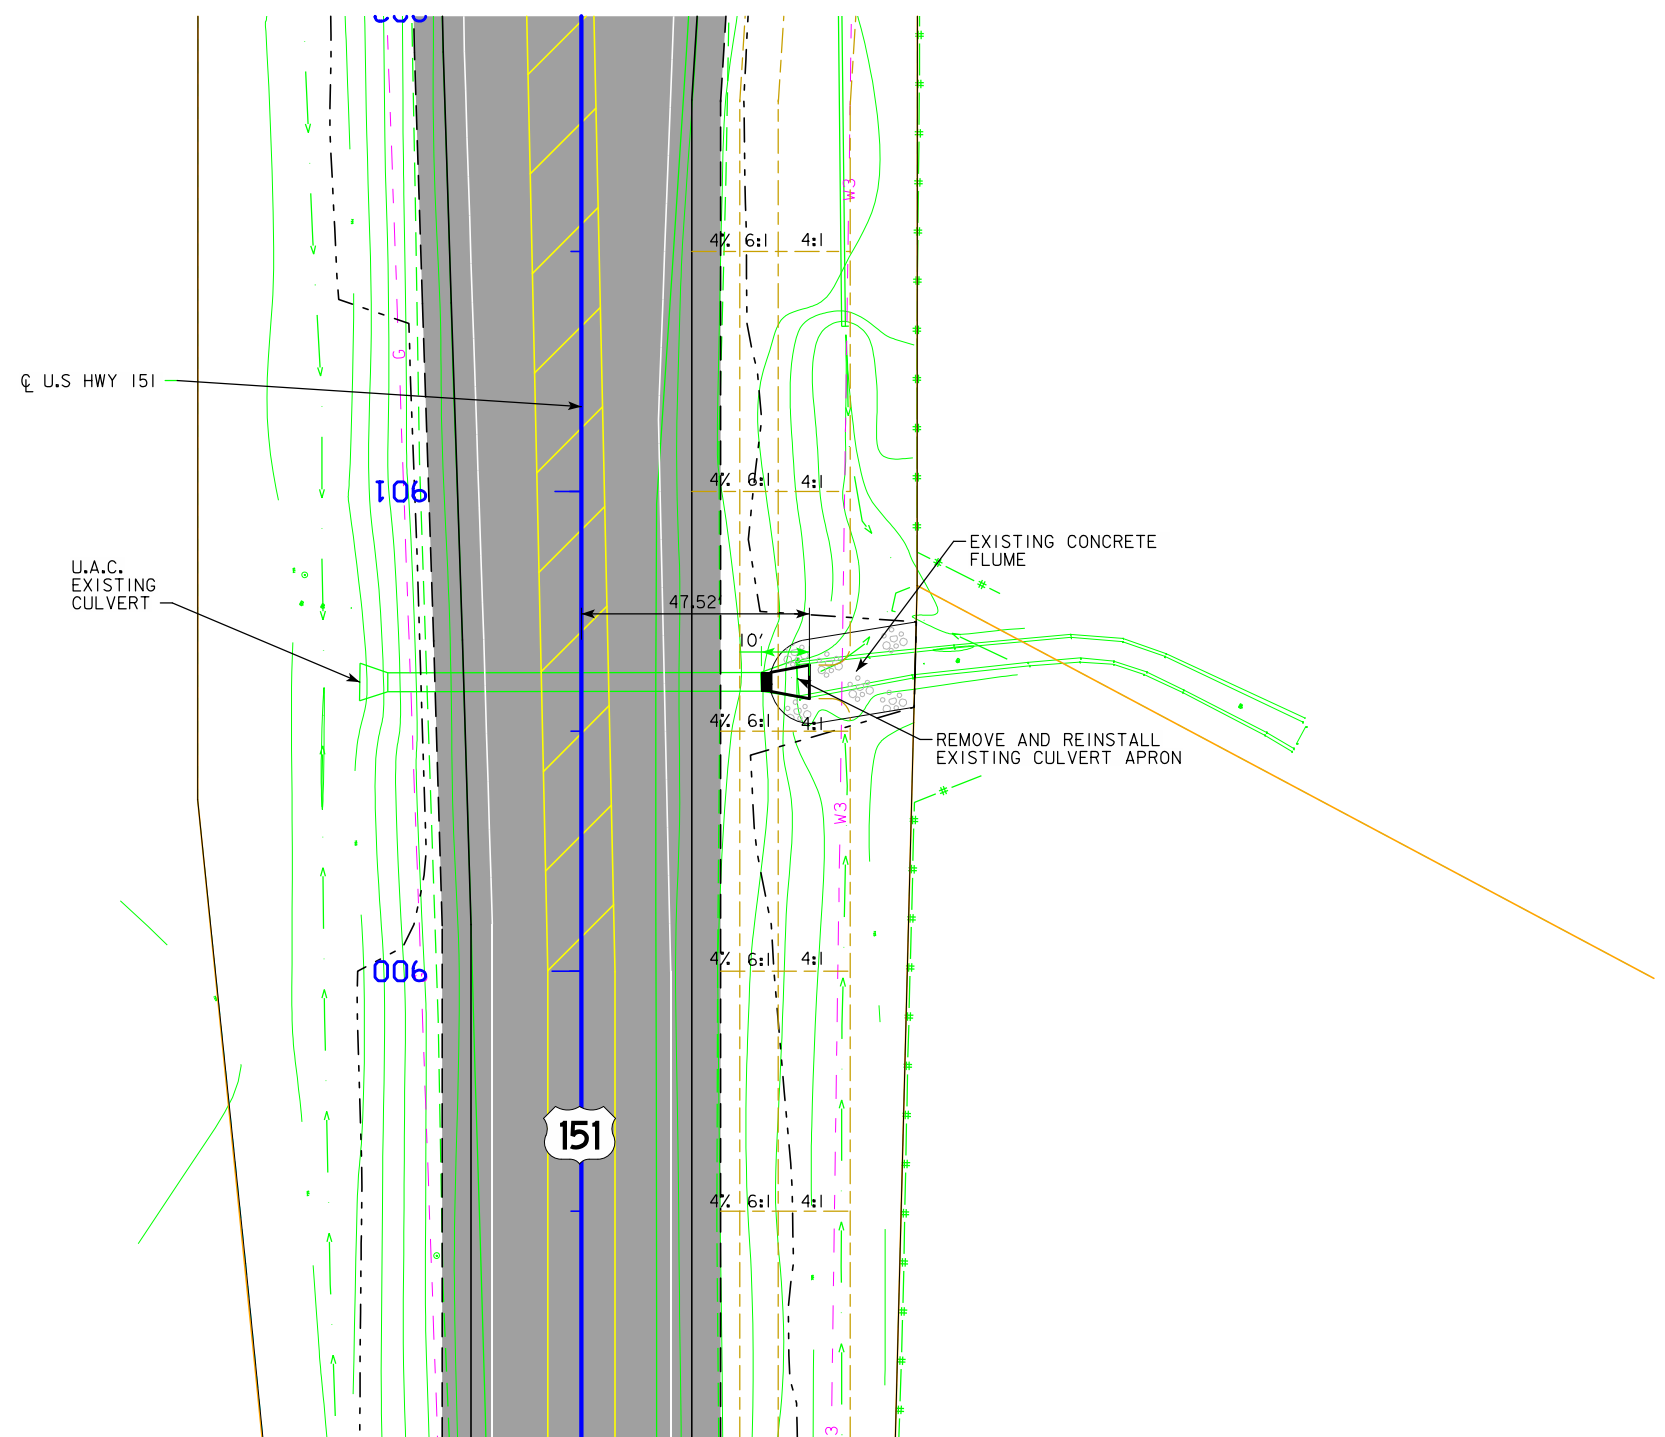 W3
4% 6:1 4:1
G
℄ U.S HWY 151
901
4% 6:1 4:1
EXISTING CONCRETE
FLUME
U.A.C.
EXISTING
CULVERT
47.52'
10'
4% 6:1 4:1
REMOVE AND REINSTALL
EXISTING CULVERT APRON
W3
900
4% 6:1 4:1
151
4% 6:1 4:1